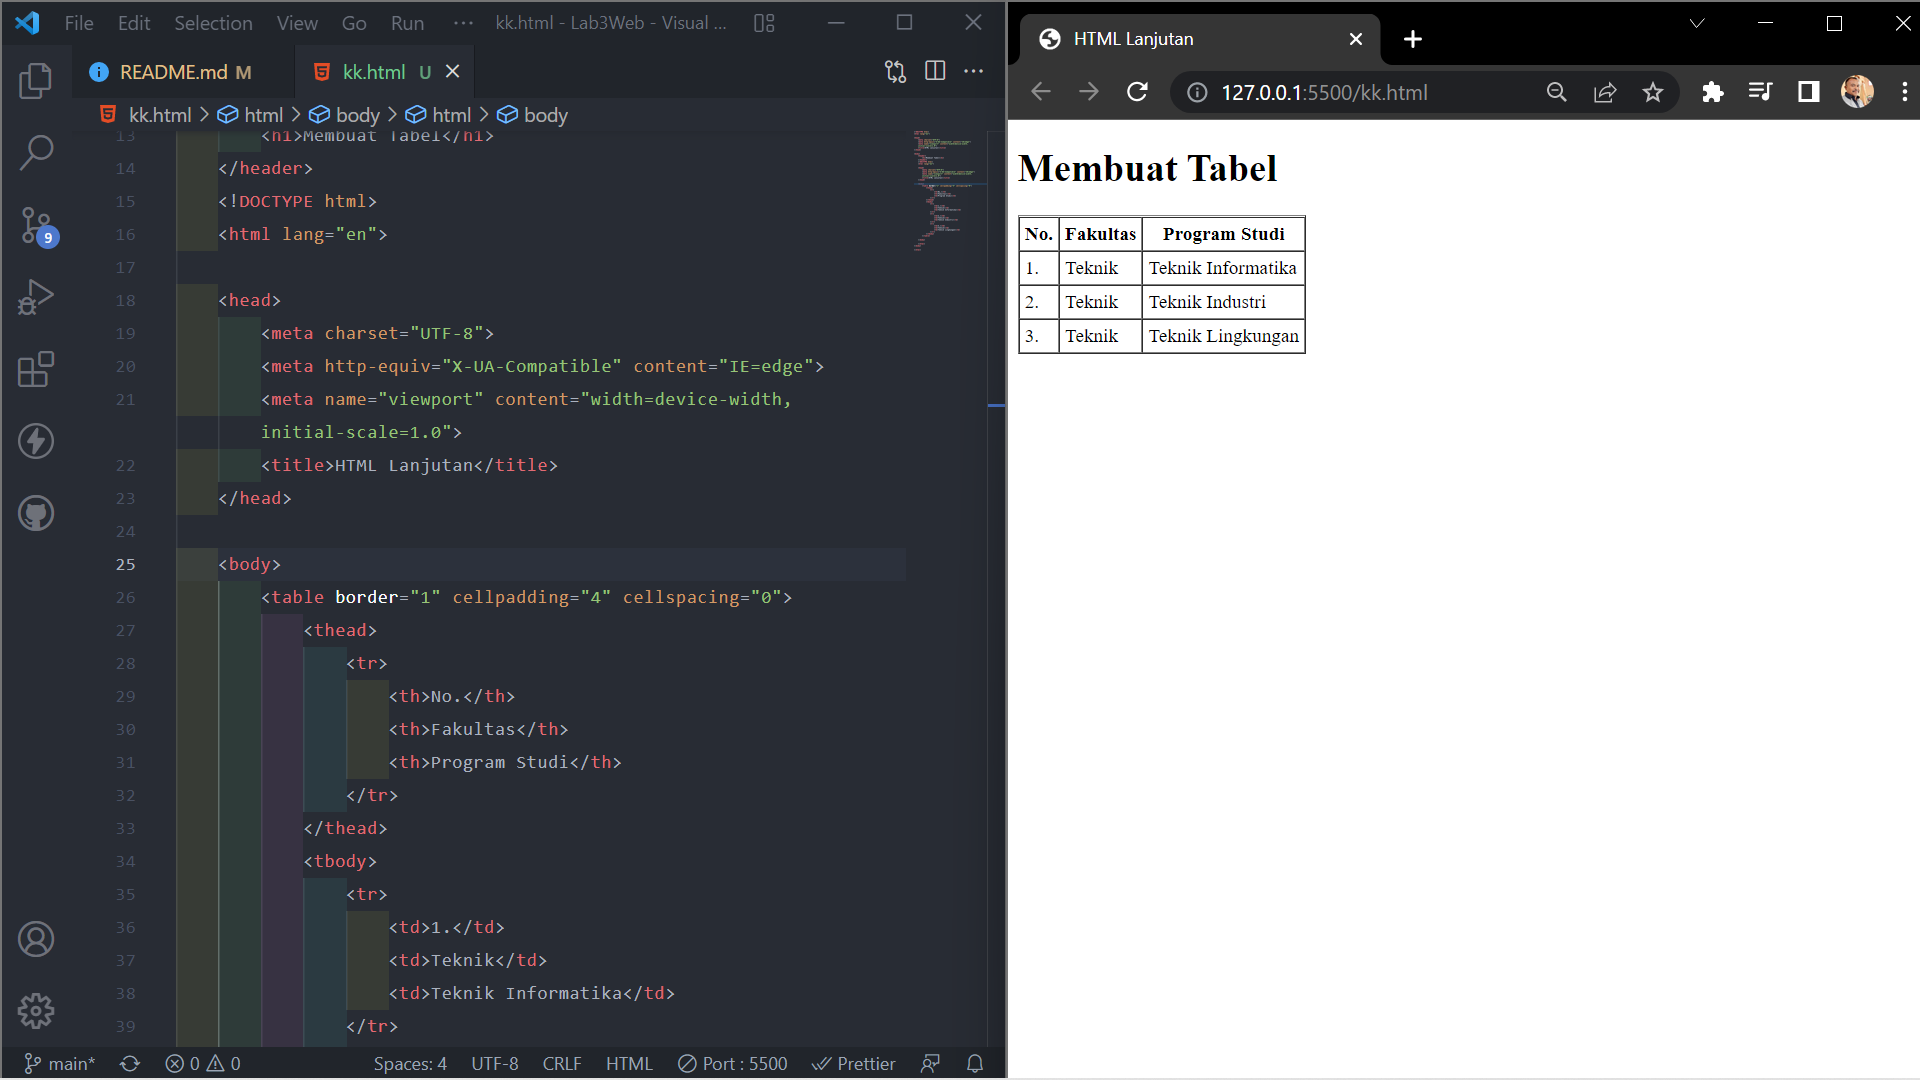 File Edit Selection View Go Run ··· kk.html - Lab3Web - Visual ...
README.md M
kk.html U
kk.html > html > body > html > body
13 <h1>Membuat Tabel</h1>
14 </header>
15 <!DOCTYPE html>
16 <html lang="en">
17
18 <head>
19 <meta charset="UTF-8">
20 <meta http-equiv="X-UA-Compatible" content="IE=edge">
21 <meta name="viewport" content="width=device-width,
initial-scale=1.0">
22 <title>HTML Lanjutan</title>
23 </head>
24
25 <body>
26 <table border="1" cellpadding="4" cellspacing="0">
27 <thead>
28 <tr>
29 <th>No.</th>
30 <th>Fakultas</th>
31 <th>Program Studi</th>
32 </tr>
33 </thead>
34 <tbody>
35 <tr>
36 <td>1.</td>
37 <td>Teknik</td>
38 <td>Teknik Informatika</td>
39 </tr>
9
main* 0 0 Spaces: 4 UTF-8 CRLF HTML Port : 5500 Prettier
HTML Lanjutan
127.0.0.1:5500/kk.html
Membuat Tabel
No. Fakultas Program Studi
1. Teknik Teknik Informatika
2. Teknik Teknik Industri
3. Teknik Teknik Lingkungan